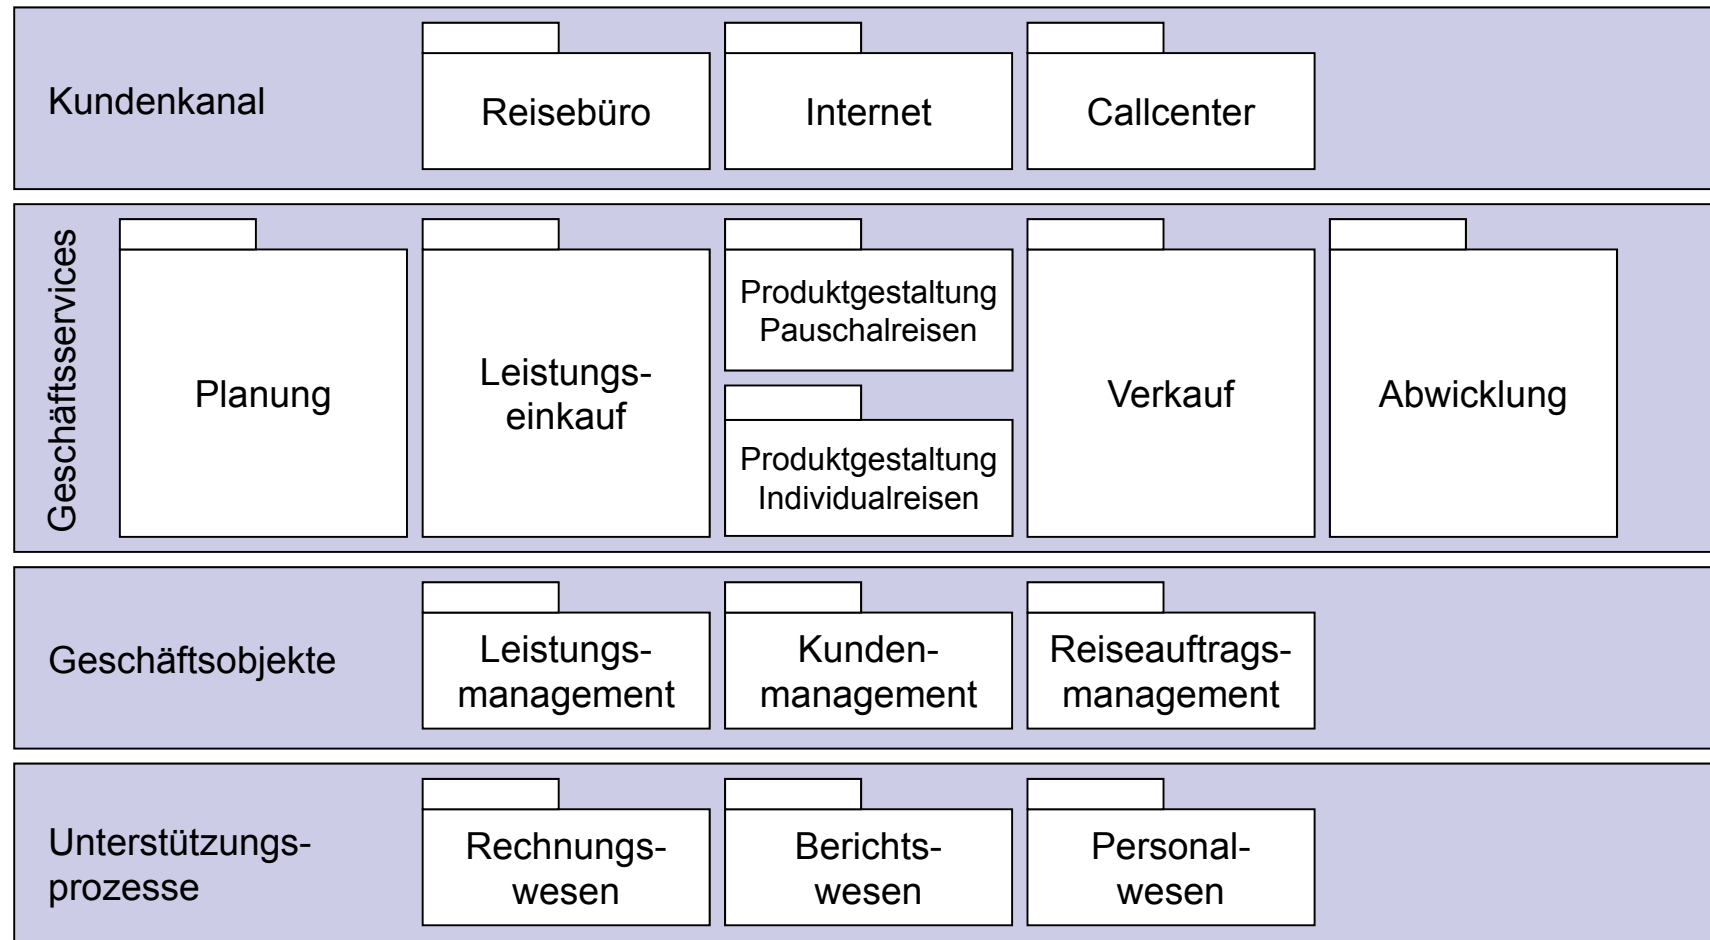 Kundenkanal
Reisebüro
Internet
Callcenter
Geschäftsservices
Planung
Leistungs-
einkauf
Produktgestaltung
Pauschalreisen
Produktgestaltung
Individualreisen
Verkauf
Abwicklung
Geschäftsobjekte
Leistungs-
management
Kunden-
management
Reiseauftrags-
management
Unterstützungs-
prozesse
Rechnungs-
wesen
Berichts-
wesen
Personal-
wesen